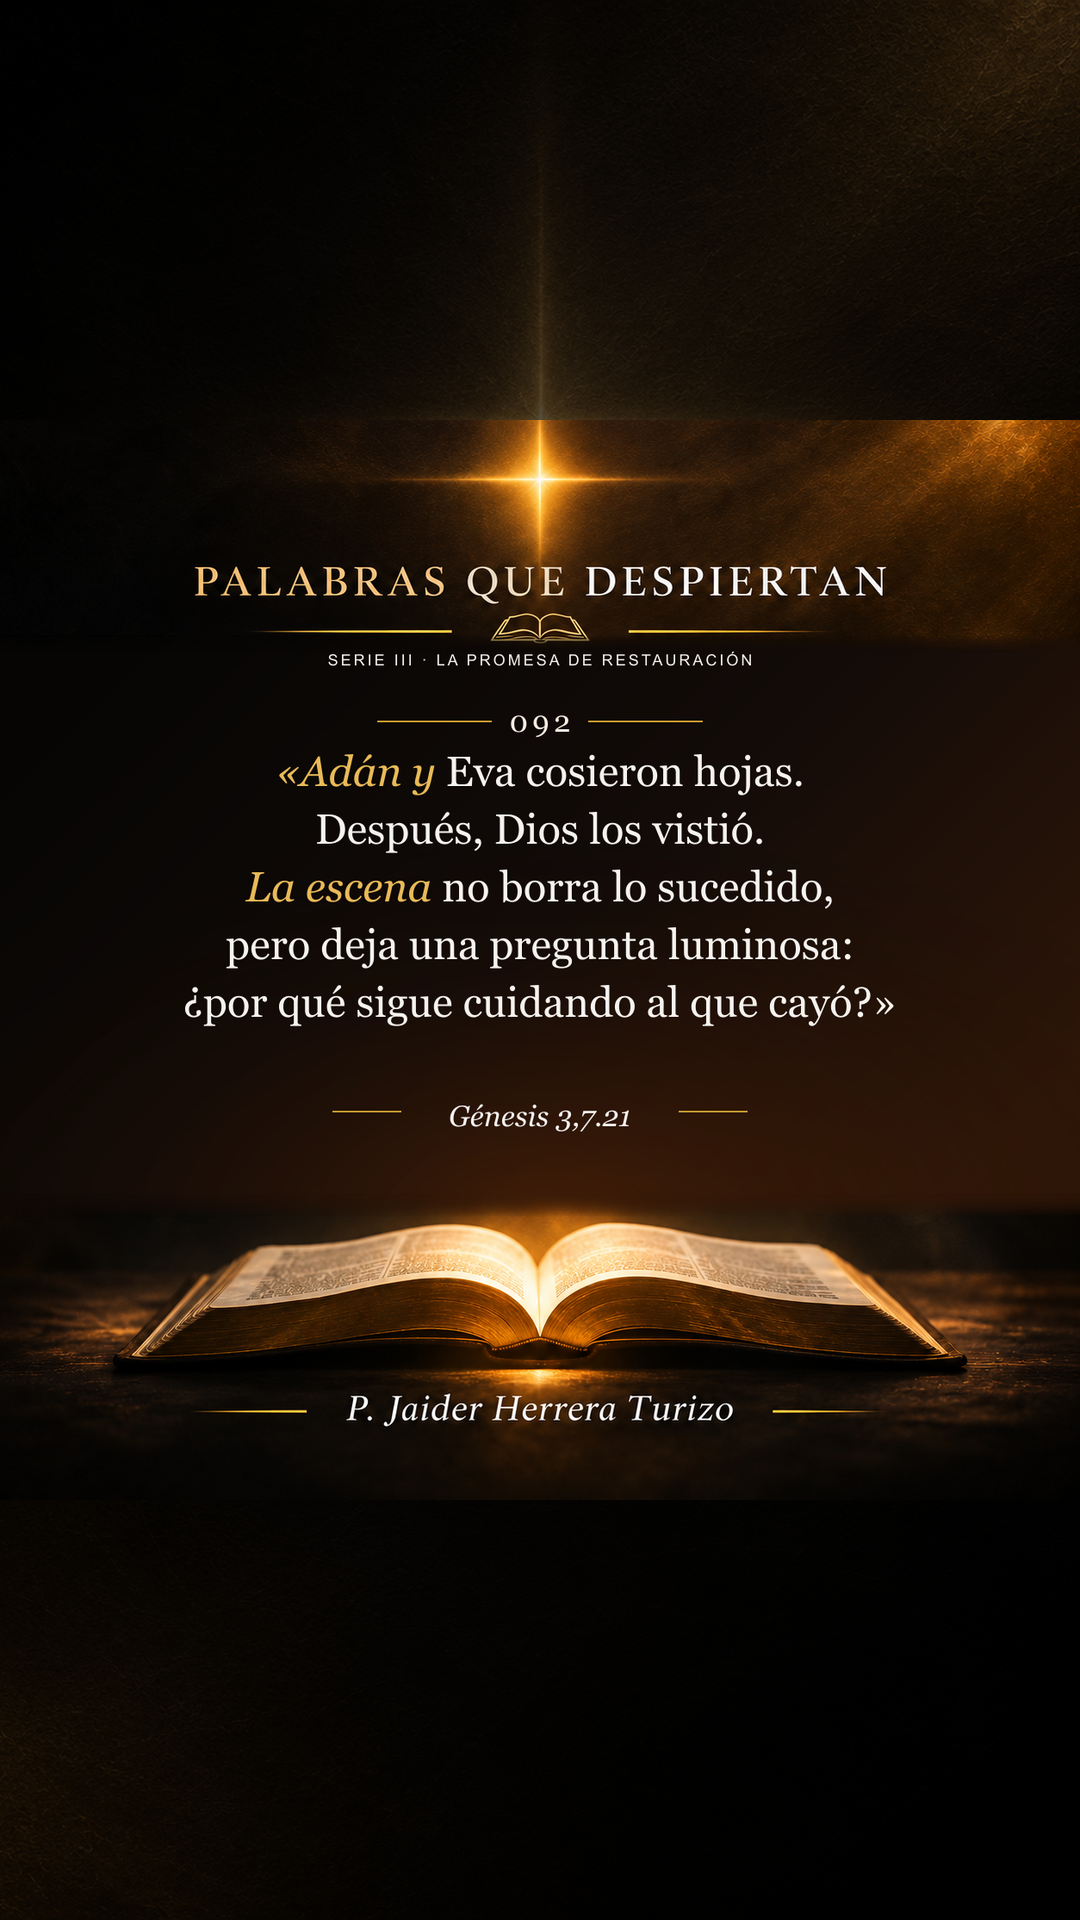 PALABRAS QUE DESPIERTAN
SERIE III · LA PROMESA DE RESTAURACIÓN
092
«Adán y Eva cosieron hojas.
Después, Dios los vistió.
La escena no borra lo sucedido,
pero deja una pregunta luminosa:
¿por qué sigue cuidando al que cayó?»
Génesis 3,7.21
P. Jaider Herrera Turizo